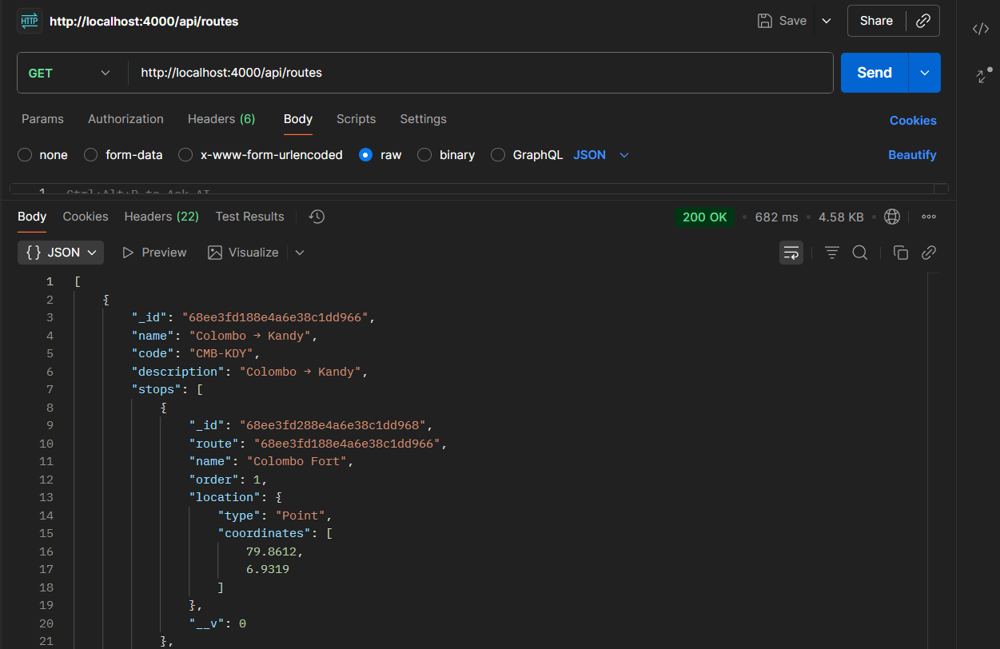 HTTP http://localhost:4000/api/routes Save Share
GET http://localhost:4000/api/routes Send
Params Authorization Headers (6) Body Scripts Settings Cookies
none form-data x-www-form-urlencoded raw binary GraphQL JSON Beautify
1 Ctrl+Alt+P to Ask AI
Body Cookies Headers (22) Test Results 200 OK • 682 ms • 4.58 KB •
{} JSON Preview Visualize
1 [
2 {
3 "_id": "68ee3fd188e4a6e38c1dd966",
4 "name": "Colombo → Kandy",
5 "code": "CMB-KDY",
6 "description": "Colombo → Kandy",
7 "stops": [
8 {
9 "_id": "68ee3fd288e4a6e38c1dd968",
10 "route": "68ee3fd188e4a6e38c1dd966",
11 "name": "Colombo Fort",
12 "order": 1,
13 "location": {
14 "type": "Point",
15 "coordinates": [
16 79.8612,
17 6.9319
18 ]
19 },
20 "__v": 0
21 },